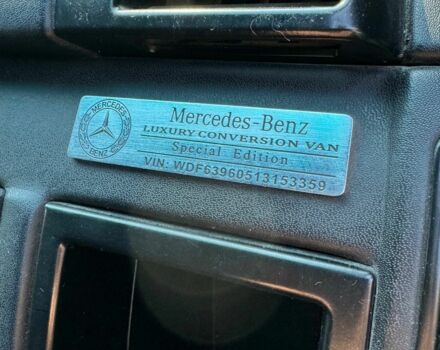 MERCEDES
BENZ
Mercedes-Benz
LUXURY CONVERSION VAN
Special Edition
VIN: WDF63960513153359